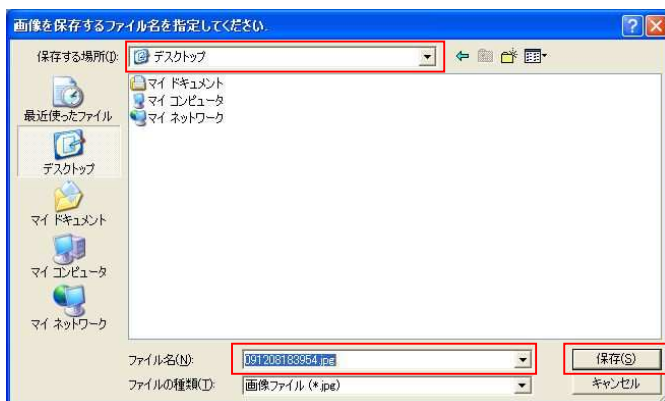 画像を保存するファイル名を指定してください.
保存する場所(I):
デスクトップ
最近使ったファイル
デスクトップ
マイ ドキュメント
マイ コンピュータ
マイ ネットワーク
マイ ドキュメント
マイ コンピュータ
マイ ネットワーク
ファイル名(N):
091208183954.jpg
保存(S)
ファイルの種類(T):
画像ファイル (*.jpg)
キャンセル